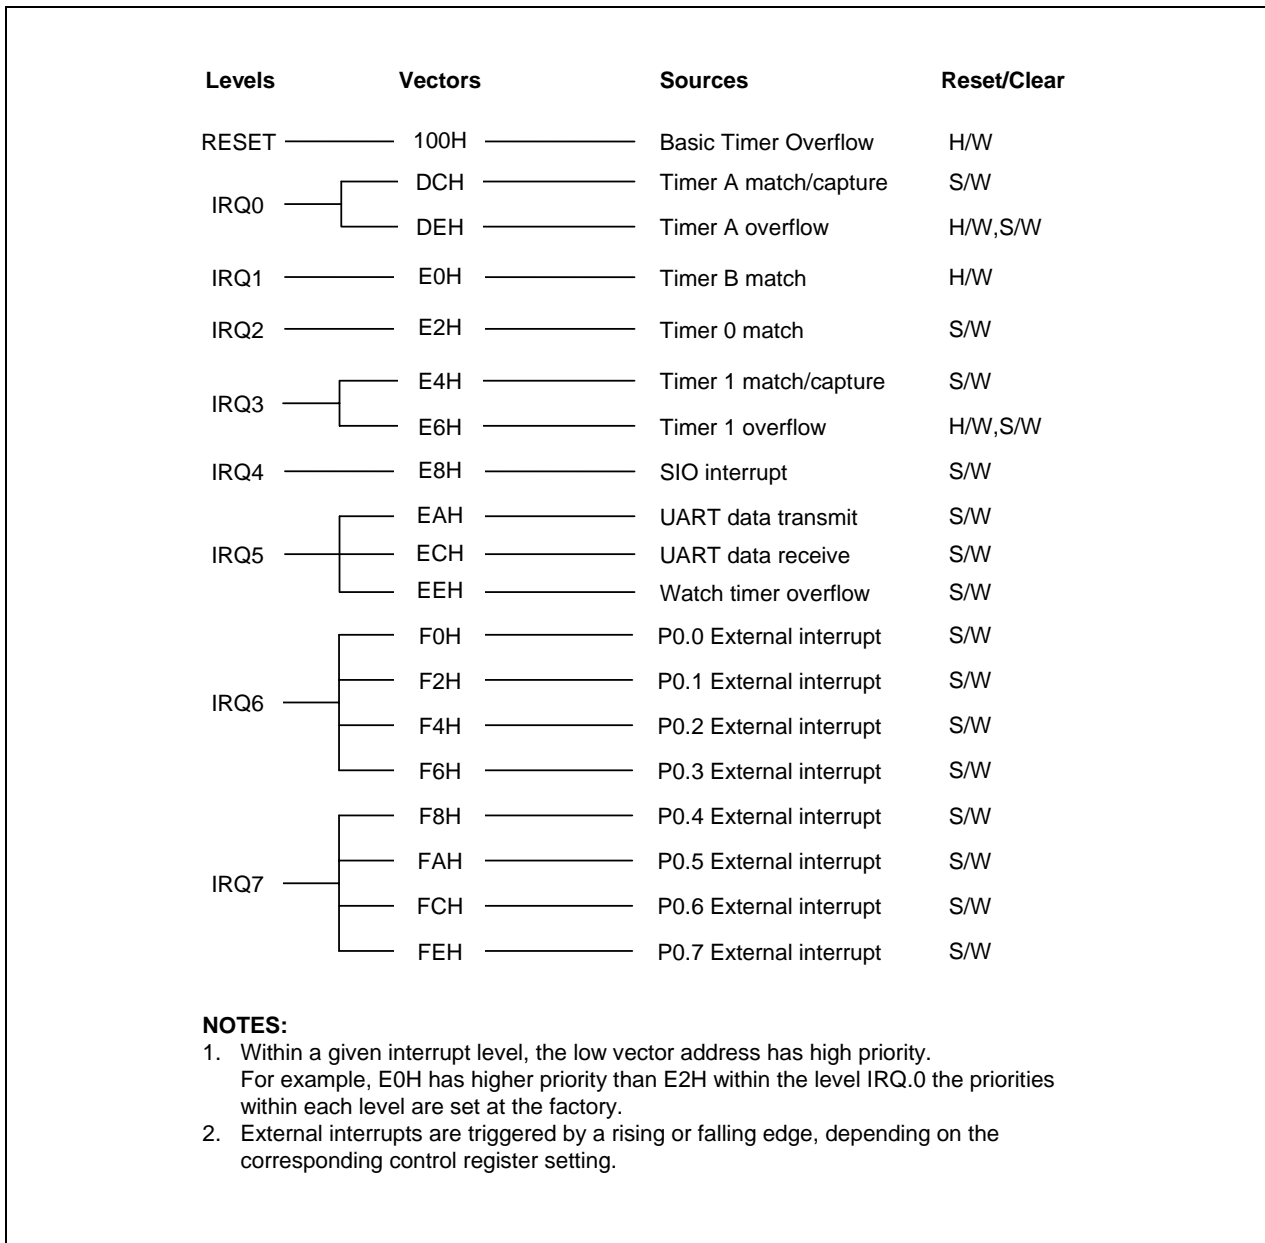 Levels Vectors Sources Reset/Clear
RESET 100H Basic Timer Overflow H/W
DCH Timer A match/capture S/W
IRQ0
DEH Timer A overflow H/W,S/W
IRQ1 E0H Timer B match H/W
IRQ2 E2H Timer 0 match S/W
E4H Timer 1 match/capture S/W
IRQ3
E6H Timer 1 overflow H/W,S/W
IRQ4 E8H SIO interrupt S/W
EAH UART data transmit S/W
IRQ5 ECH UART data receive S/W
EEH Watch timer overflow S/W
F0H P0.0 External interrupt S/W
F2H P0.1 External interrupt S/W
IRQ6
F4H P0.2 External interrupt S/W
F6H P0.3 External interrupt S/W
F8H P0.4 External interrupt S/W
FAH P0.5 External interrupt S/W
IRQ7
FCH P0.6 External interrupt S/W
FEH P0.7 External interrupt S/W
NOTES:
1. Within a given interrupt level, the low vector address has high priority.
For example, E0H has higher priority than E2H within the level IRQ.0 the priorities
within each level are set at the factory.
2. External interrupts are triggered by a rising or falling edge, depending on the
corresponding control register setting.